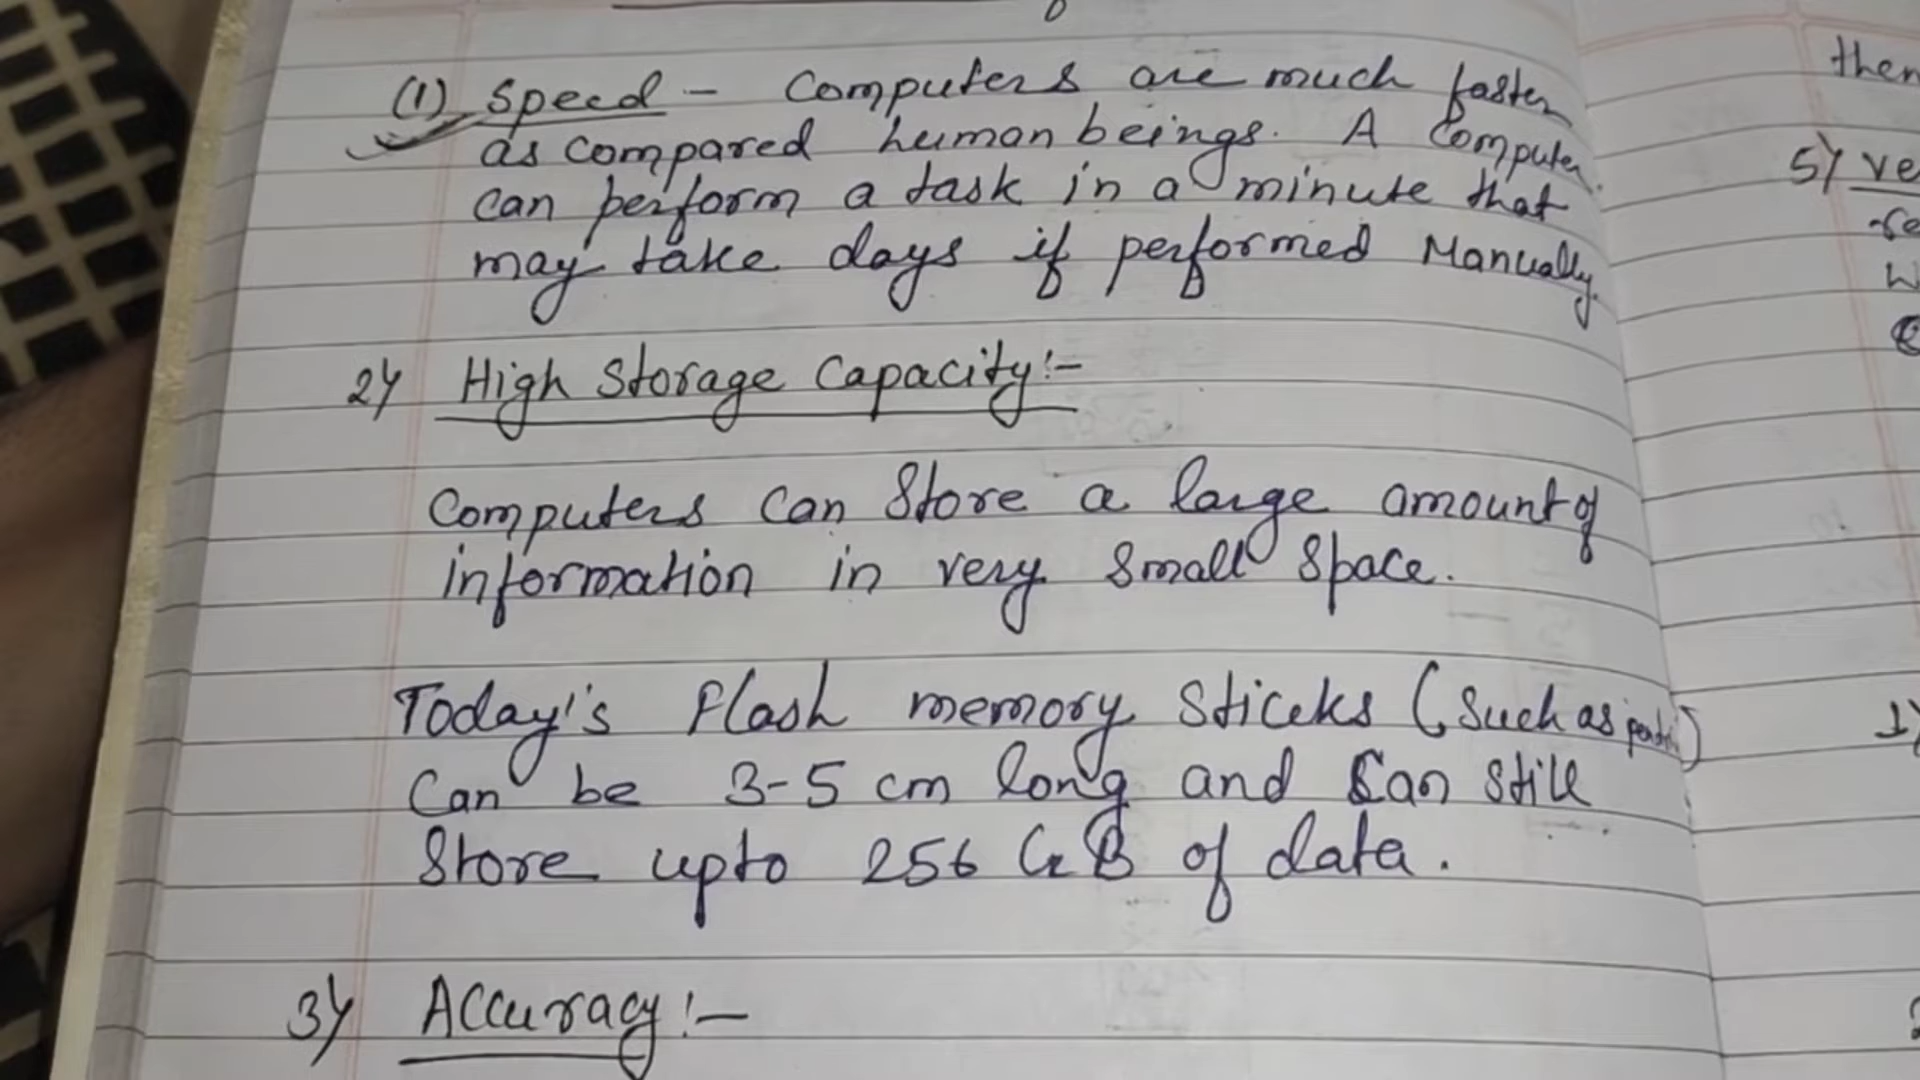 (1) Speed - Computers are much faster
as compared human beings. A Computer
can perform a task in a minute that
may take days if performed Manually.
2) High Storage Capacity:-
Computers can Store a large amount of
information in very small space.
Today's Flash memory Sticks (Such as
Can be 3-5 cm long and Can still
Store upto 256 GB of data.
3) Accuracy:-
5)
1)